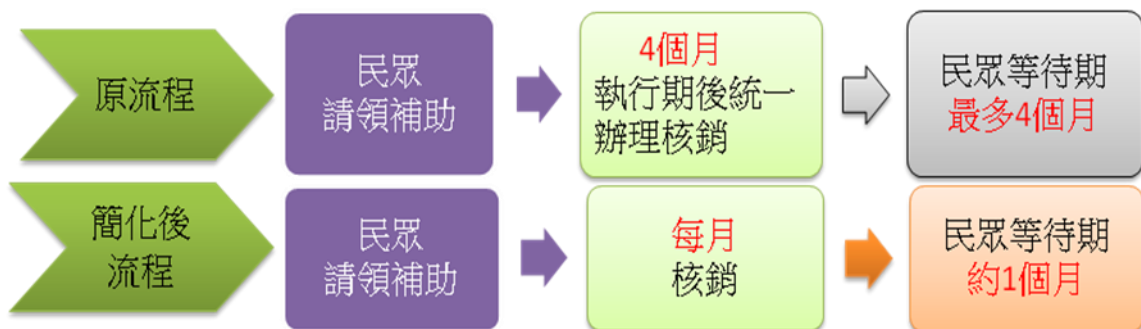 原流程
民眾
請領補助
4個月
執行期後統一
辦理核銷
民眾等待期
最多4個月
簡化後
流程
民眾
請領補助
每月
核銷
民眾等待期
約1個月